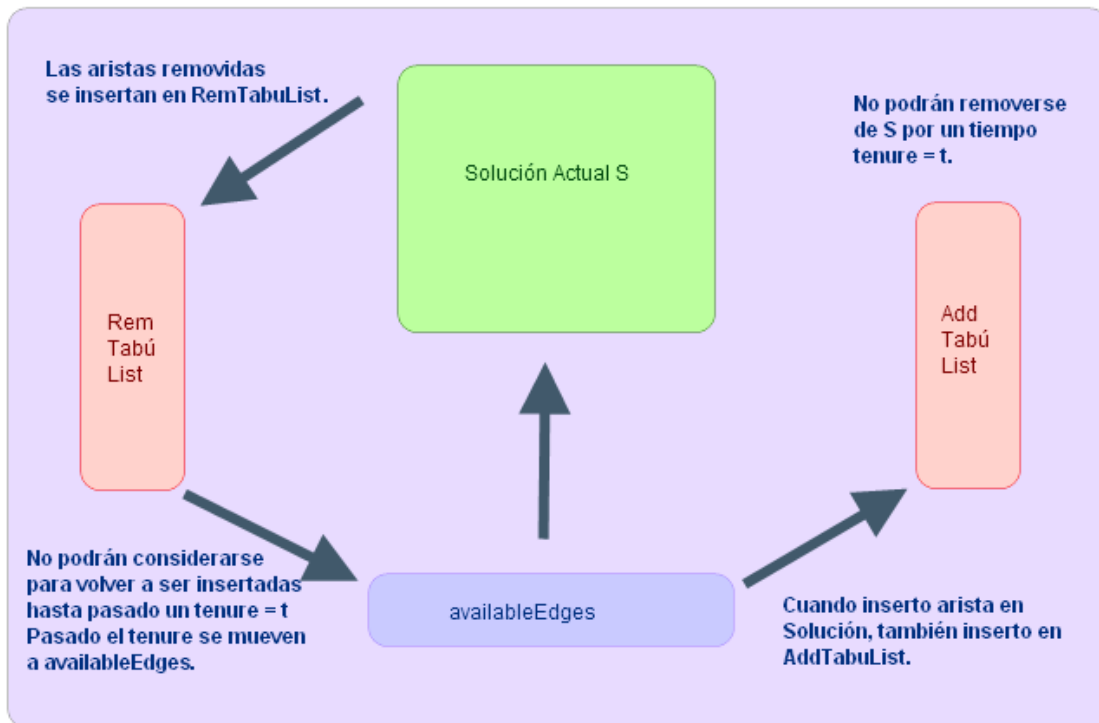 Las aristas removidas
se insertan en RemTabuList.
Solución Actual S
No podrán removerse
de S por un tiempo
tenure = t.
Rem
Tabú
List
Add
Tabú
List
No podrán considerarse
para volver a ser insertadas
hasta pasado un tenure = t
Pasado el tenure se mueven
a availableEdges.
availableEdges
Cuando inserto arista en
Solución, también inserto en
AddTabuList.